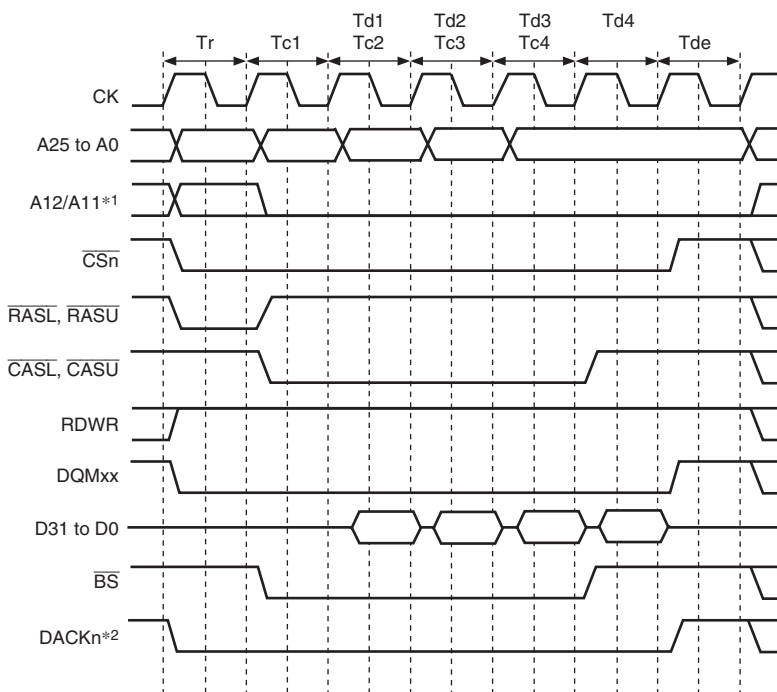 Td1 Td2 Td3 Td4
Tr Tc1 Tc2 Tc3 Tc4 Tde
CK
A25 to A0
A12/A11*1
CSn
RASL, RASU
CASL, CASU
RDWR
DQMxx
D31 to D0
BS
DACKn*2